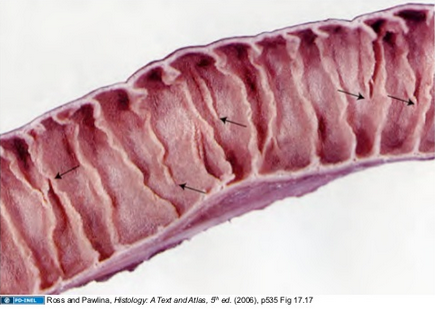 PD-INEL Ross and Pawlina, Histology: A Text and Atlas, 5th ed. (2006), p535 Fig 17.17